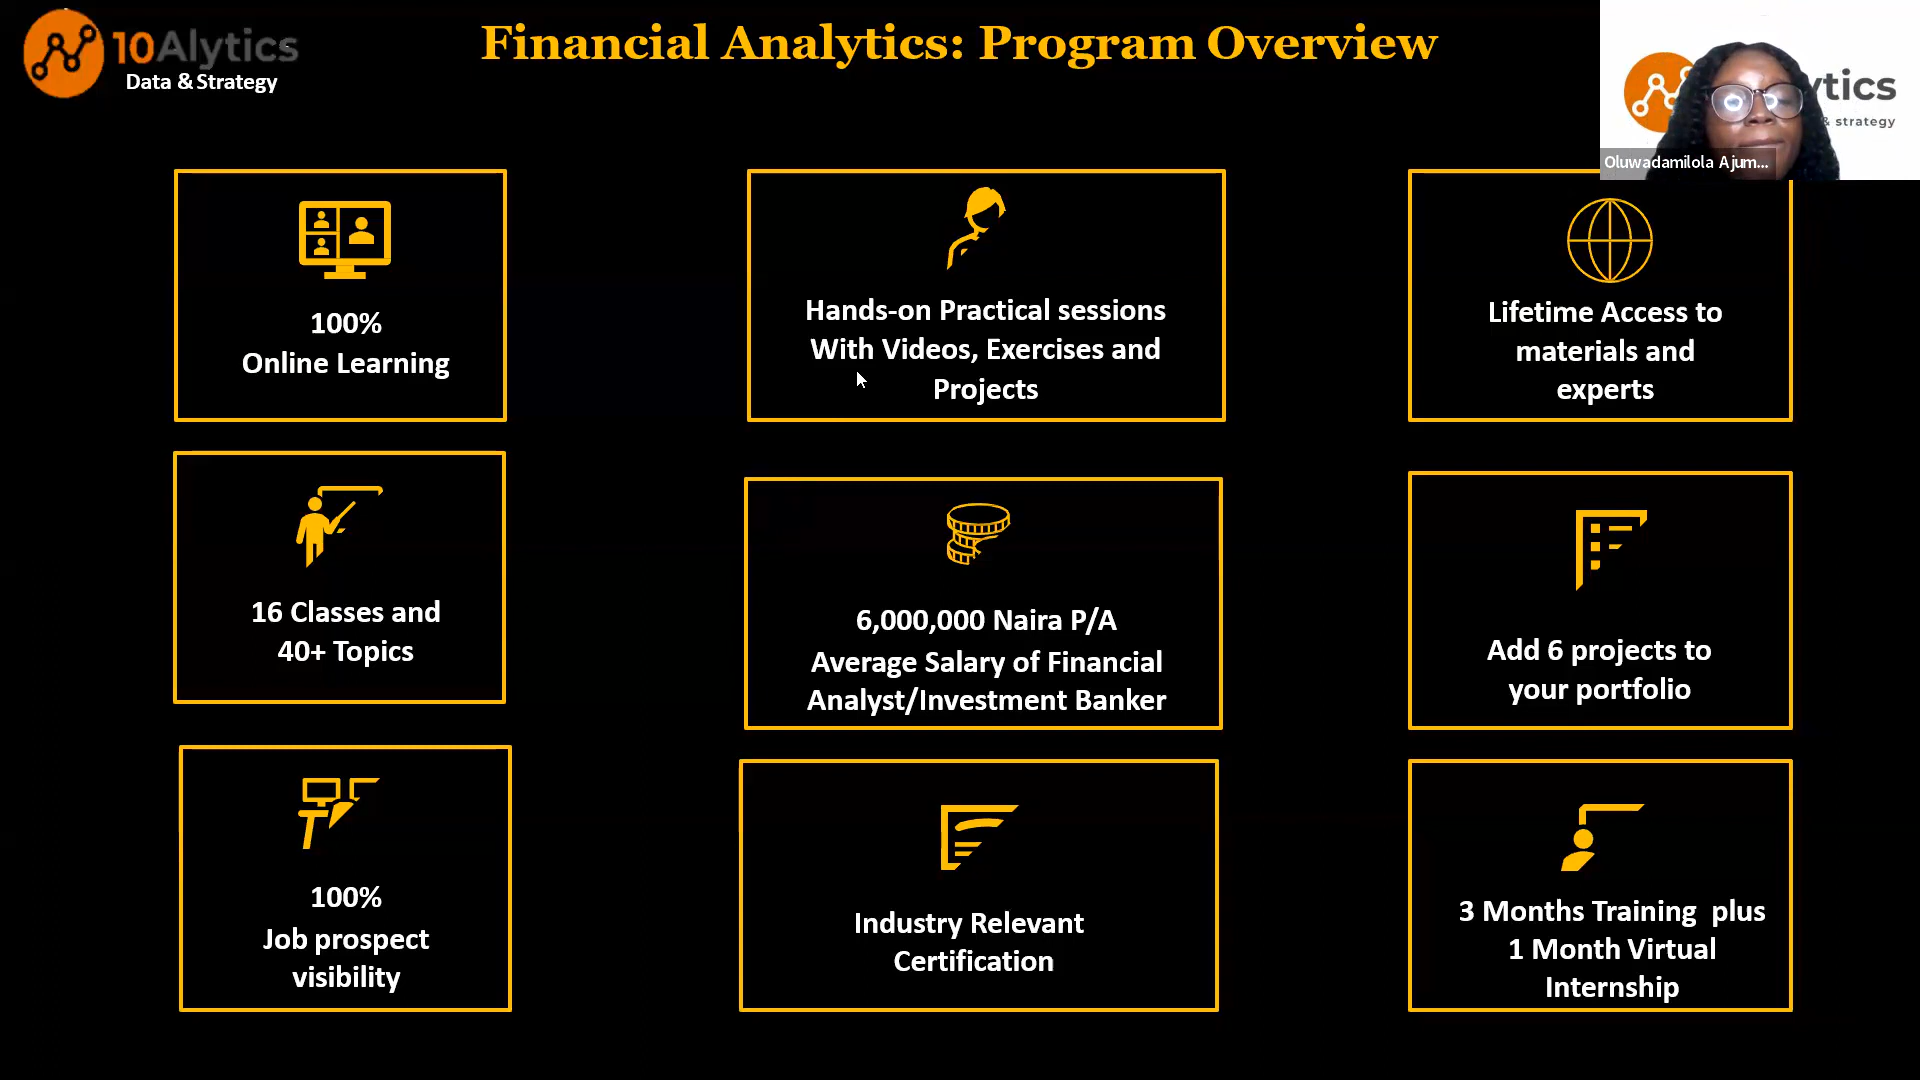 10Alytics
Data & Strategy
Financial Analytics: Program Overview
ytics
& strategy
Oluwadamilola Ajum...
100%
Online Learning
Hands-on Practical sessions
With Videos, Exercises and
Projects
Lifetime Access to
materials and
experts
16 Classes and
40+ Topics
6,000,000 Naira P/A
Average Salary of Financial
Analyst/Investment Banker
Add 6 projects to
your portfolio
100%
Job prospect
visibility
Industry Relevant
Certification
3 Months Training plus
1 Month Virtual
Internship